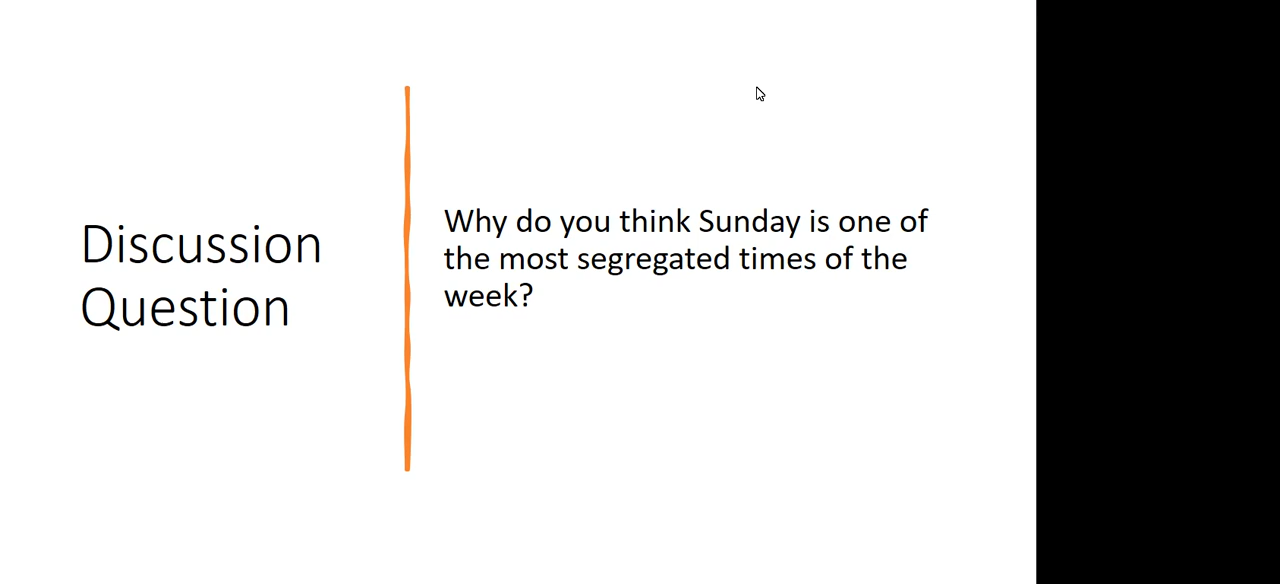 Discussion
Question
Why do you think Sunday is one of
the most segregated times of the
week?